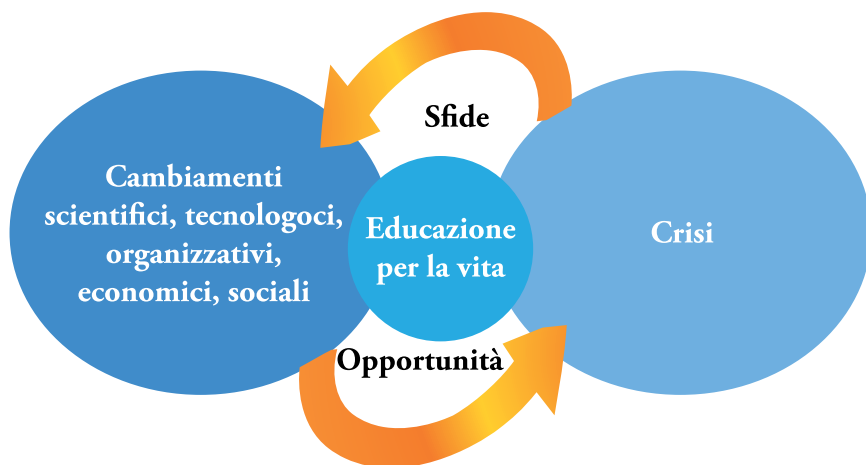 Sfide
Cambiamenti
scientifici, tecnologoci,
organizzativi,
economici, sociali
Educazione
per la vita
Crisi
Opportunità